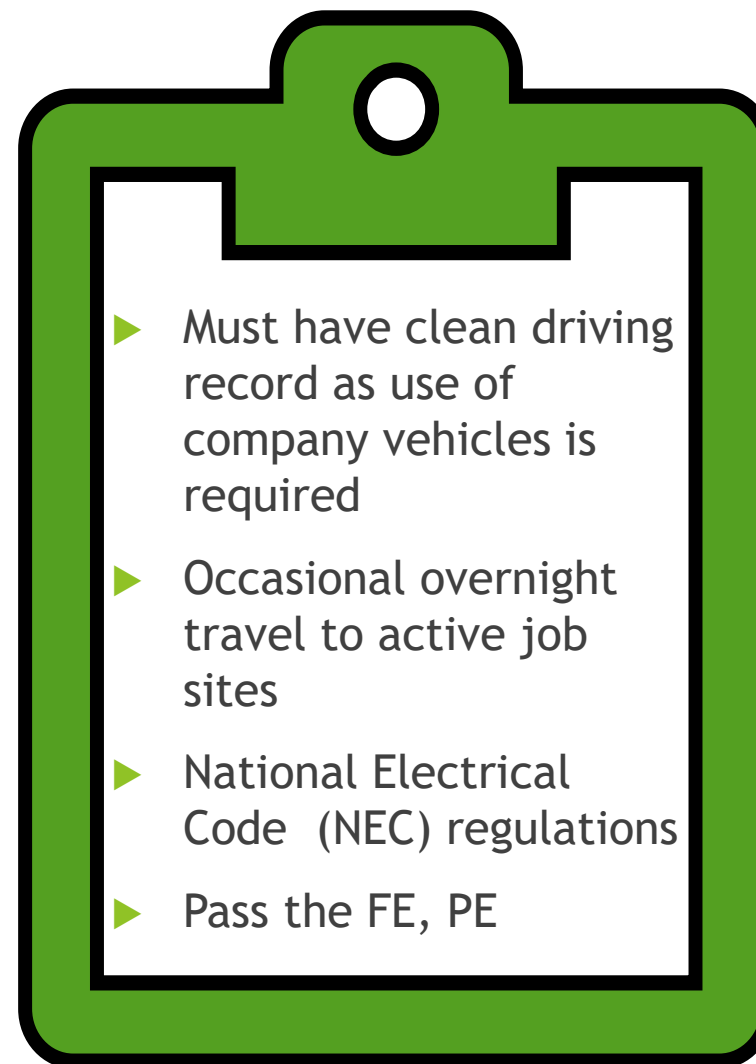 Must have clean driving
record as use of
company vehicles is
required
Occasional overnight
travel to active job
sites
National Electrical
Code  (NEC) regulations
Pass the FE, PE